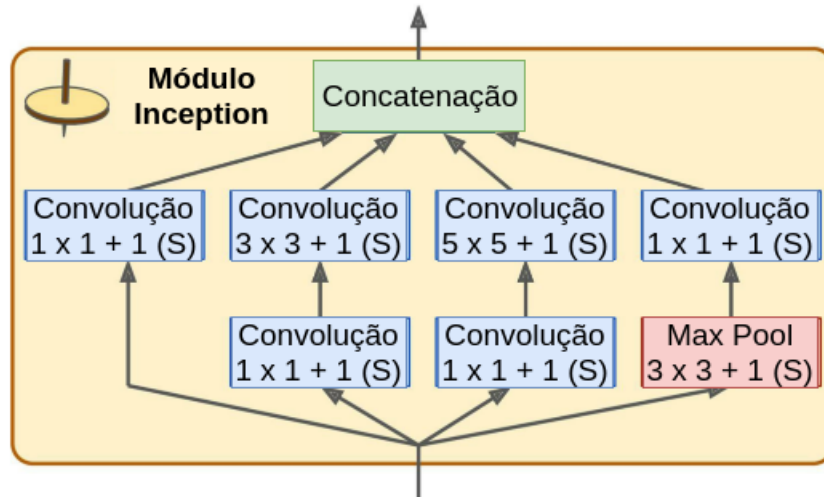 Módulo
Inception
Concatenação
Convolução
1 x 1 + 1 (S)
Convolução
3 x 3 + 1 (S)
Convolução
5 x 5 + 1 (S)
Convolução
1 x 1 + 1 (S)
Convolução
1 x 1 + 1 (S)
Convolução
1 x 1 + 1 (S)
Max Pool
3 x 3 + 1 (S)